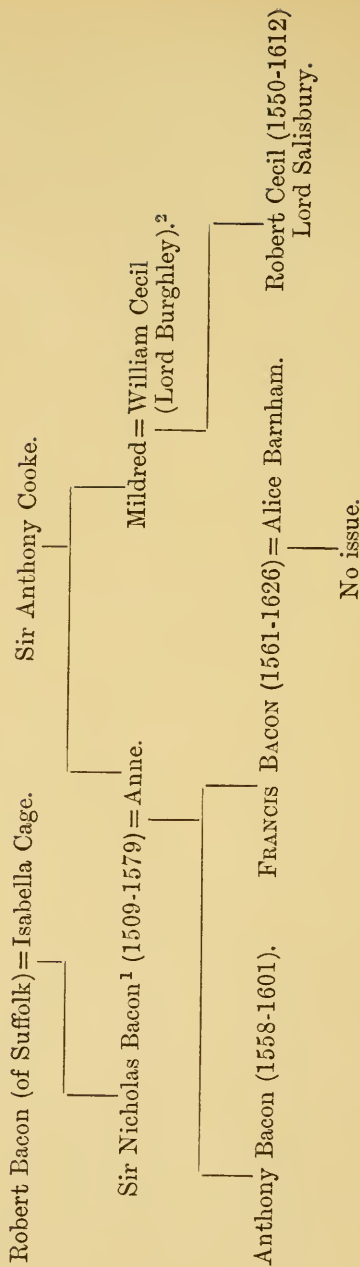 Robert Bacon (of Suffolk)=Isabella Cage.
Sir Anthony Cooke.
Sir Nicholas Bacon¹ (1509-1579)=Anne.
Mildred=William Cecil
(Lord Burghley).²
Anthony Bacon (1558-1601).
FRANCIS BACON (1561-1626)=Alice Barnham.
Robert Cecil (1550-1612)
Lord Salisbury.
No issue.